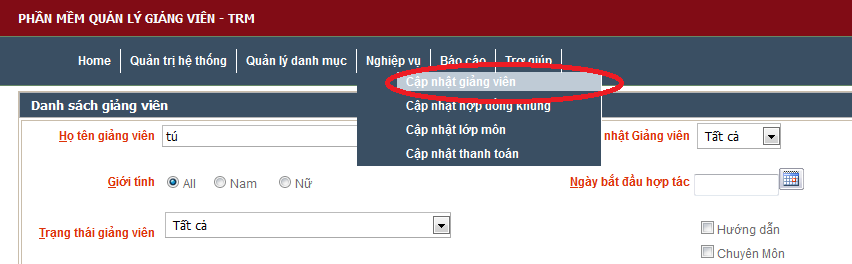 PHẦN MỀM QUẢN LÝ GIẢNG VIÊN - TRM
Home Quản trị hệ thống Quản lý danh mục Nghiệp vụ Báo cáo Trợ giúp
Cập nhật giảng viên
Cập nhật hợp đồng khung
Cập nhật lớp môn
Cập nhật thanh toán
Danh sách giảng viên
Họ tên giảng viên tú nhật Giảng viên Tất cả
Giới tính All Nam Nữ Ngày bắt đầu hợp tác
Trạng thái giảng viên Tất cả
Hướng dẫn
Chuyên Môn